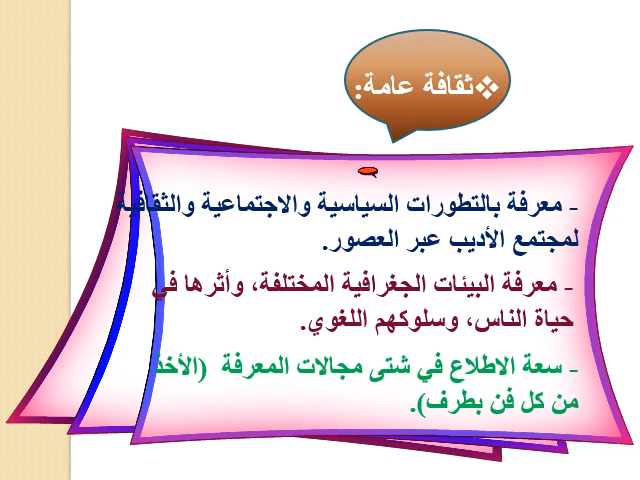 ❖ثقافة عامة:
- معرفة بالتطورات السياسية والاجتماعية والثقافية
لمجتمع الأديب عبر العصور.
- معرفة البيئات الجغرافية المختلفة، وأثرها في
حياة الناس، وسلوكهم اللغوي.
- سعة الاطلاع في شتى مجالات المعرفة (الأخذ
من كل فن بطرف).